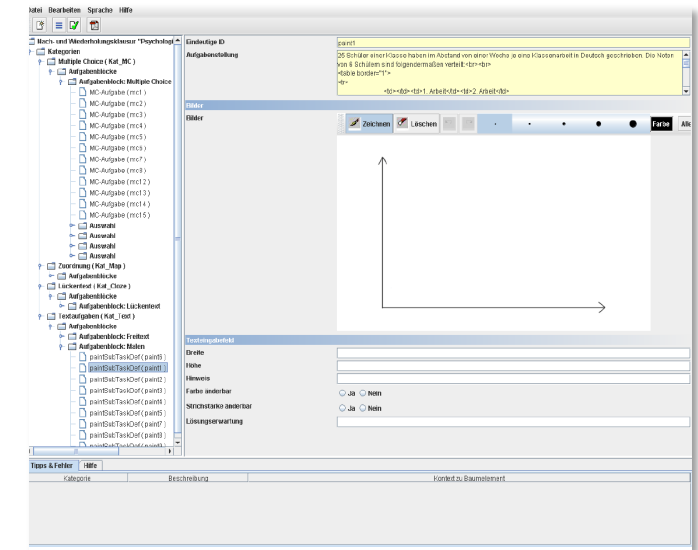 Datei Bearbeiten Sprache Hilfe
Nach- und Wiederholungsklausur "Psychologi
Kategorien
Multiple Choice ( Kat_MC )
Aufgabenblöcke
Aufgabenblock: Multiple Choice
MC-Aufgabe ( mc1 )
MC-Aufgabe ( mc2 )
MC-Aufgabe ( mc3 )
MC-Aufgabe ( mc4 )
MC-Aufgabe ( mc5 )
MC-Aufgabe ( mc6 )
MC-Aufgabe ( mc7 )
MC-Aufgabe ( mc8 )
MC-Aufgabe ( mc12 )
MC-Aufgabe ( mc13 )
MC-Aufgabe ( mc14 )
MC-Aufgabe ( mc15 )
Auswahl
Auswahl
Auswahl
Auswahl
Zuordnung ( Kat_Map )
Aufgabenblöcke
Lückentext ( Kat_Cloze )
Aufgabenblöcke
Aufgabenblock: Lückentext
Textaufgaben ( Kat_Text )
Aufgabenblöcke
Aufgabenblock: Freitext
Aufgabenblock: Malen
paintSubTaskDef ( paint6 )
paintSubTaskDef ( paint1 )
paintSubTaskDef ( paint2 )
paintSubTaskDef ( paint3 )
paintSubTaskDef ( paint4 )
paintSubTaskDef ( paint5 )
paintSubTaskDef ( paint7 )
paintSubTaskDef ( paint8 )
paintSubTaskDef ( paint9 )
Eindeutige ID
paint1
Aufgabenstellung
25 Schüler einer Klasse haben im Abstand von einer Woche je eine Klassenarbeit in Deutsch geschrieben. Die Noten
von 6 Schülern sind folgendermaßen verteilt:<br><br>
<table border="1">
<tr>
<td></td><td>1. Arbeit</td><td>2. Arbeit</td>
Bilder
Bilder
Zeichnen Löschen Farbe Alle
Texteingabefeld
Breite
Höhe
Hinweis
Farbe änderbar
Ja Nein
Strichstärke änderbar
Ja Nein
Lösungserwartung
Tipps & Fehler Hilfe
Kategorie Beschreibung Kontext zu Baumelement